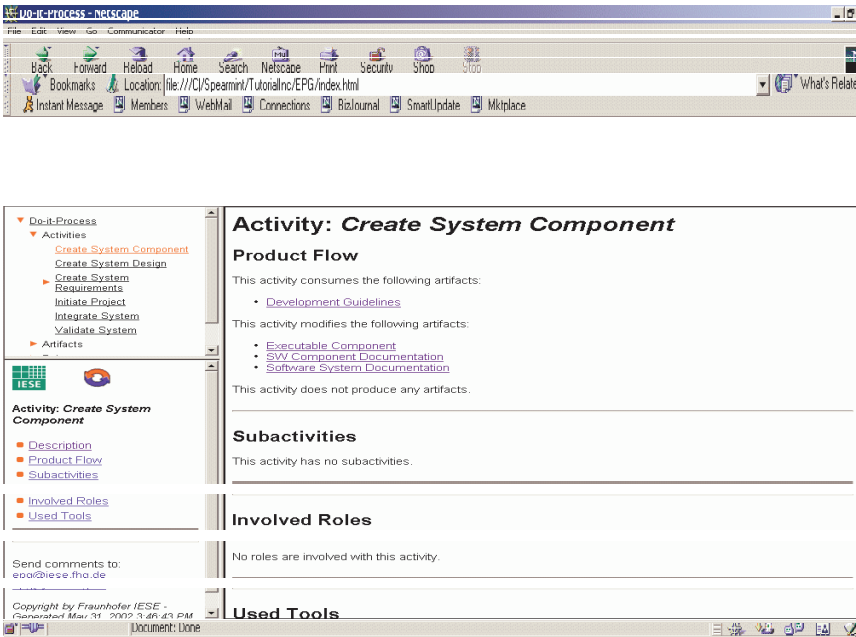 Do-it-Process - Netscape
File Edit View Go Communicator Help
Back Forward Reload Home Search Netscape Print Security Shop Stop
Bookmarks Location: file:///C|/Spearmint/TutorialInc/EPG/index.html What's Relate
Instant Message Members WebMail Connections BizJournal SmartUpdate Mktplace
Do-it-Process
Activities
Create System Component
Create System Design
Create System
Requirements
Initiate Project
Integrate System
Validate System
Artifacts
IESE
Activity: Create System
Component
Description
Product Flow
Subactivities
Involved Roles
Used Tools
Send comments to:
epg@iese.fhg.de
Copyright by Fraunhofer IESE -
Generated May 31, 2002 3:46:43 PM
Activity: Create System Component
Product Flow
This activity consumes the following artifacts:
• Development Guidelines
This activity modifies the following artifacts:
• Executable Component
• SW Component Documentation
• Software System Documentation
This activity does not produce any artifacts.
Subactivities
This activity has no subactivities.
Involved Roles
No roles are involved with this activity.
Used Tools
Document: Done